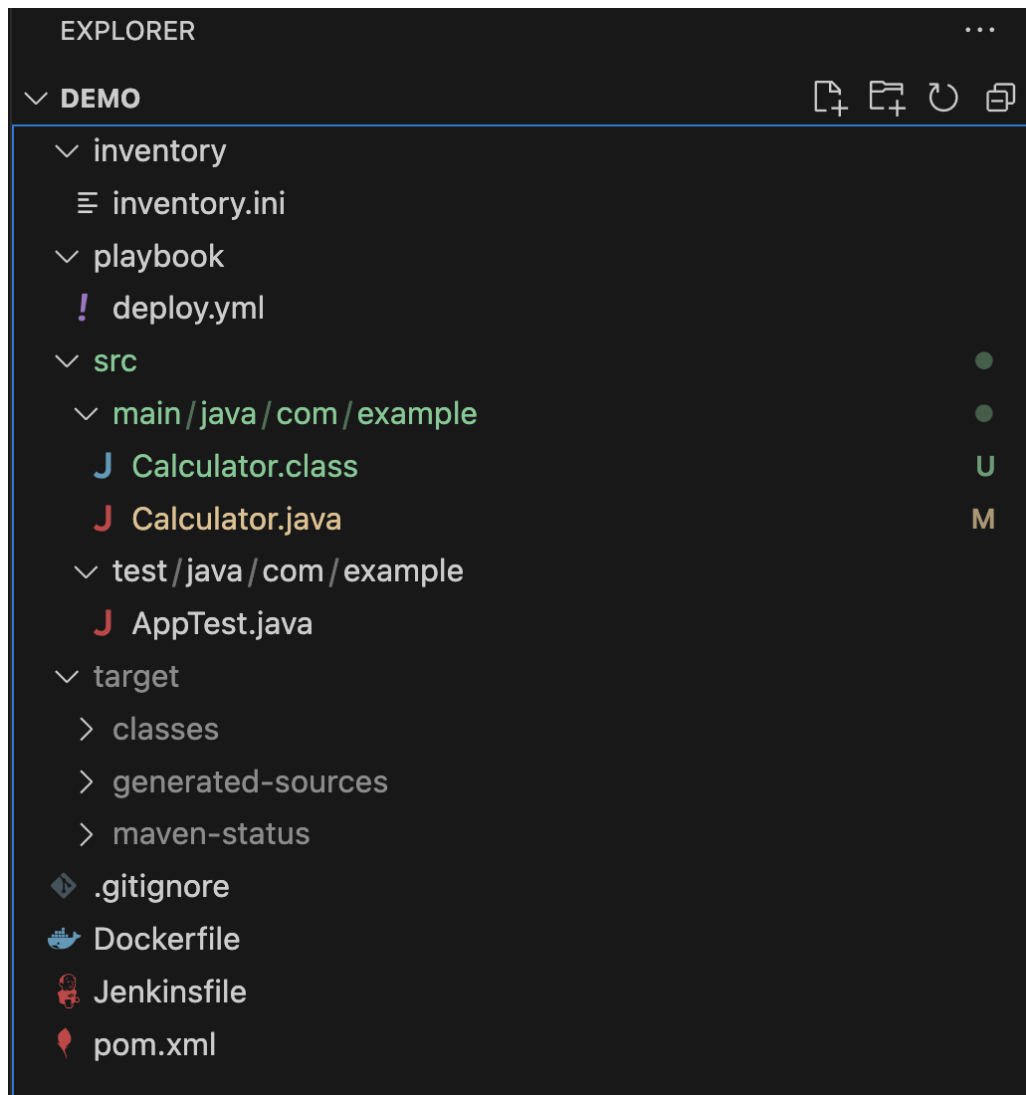 EXPLORER ...
DEMO
inventory
inventory.ini
playbook
! deploy.yml
src
main/java/com/example
J Calculator.class U
J Calculator.java M
test/java/com/example
J AppTest.java
target
classes
generated-sources
maven-status
.gitignore
Dockerfile
Jenkinsfile
pom.xml